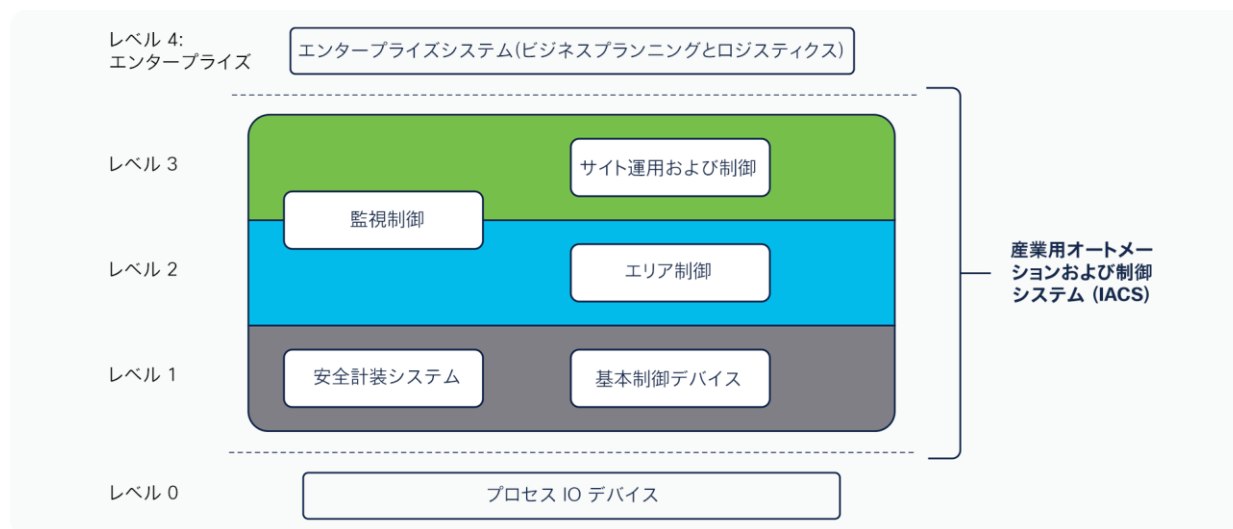 レベル 4:
エンタープライズ
エンタープライズシステム(ビジネスプランニングとロジスティクス)
レベル 3
サイト運用および制御
監視制御
レベル 2
エリア制御
産業用オートメー
ションおよび制御
システム (IACS)
レベル 1
安全計装システム
基本制御デバイス
レベル 0
プロセス IO デバイス